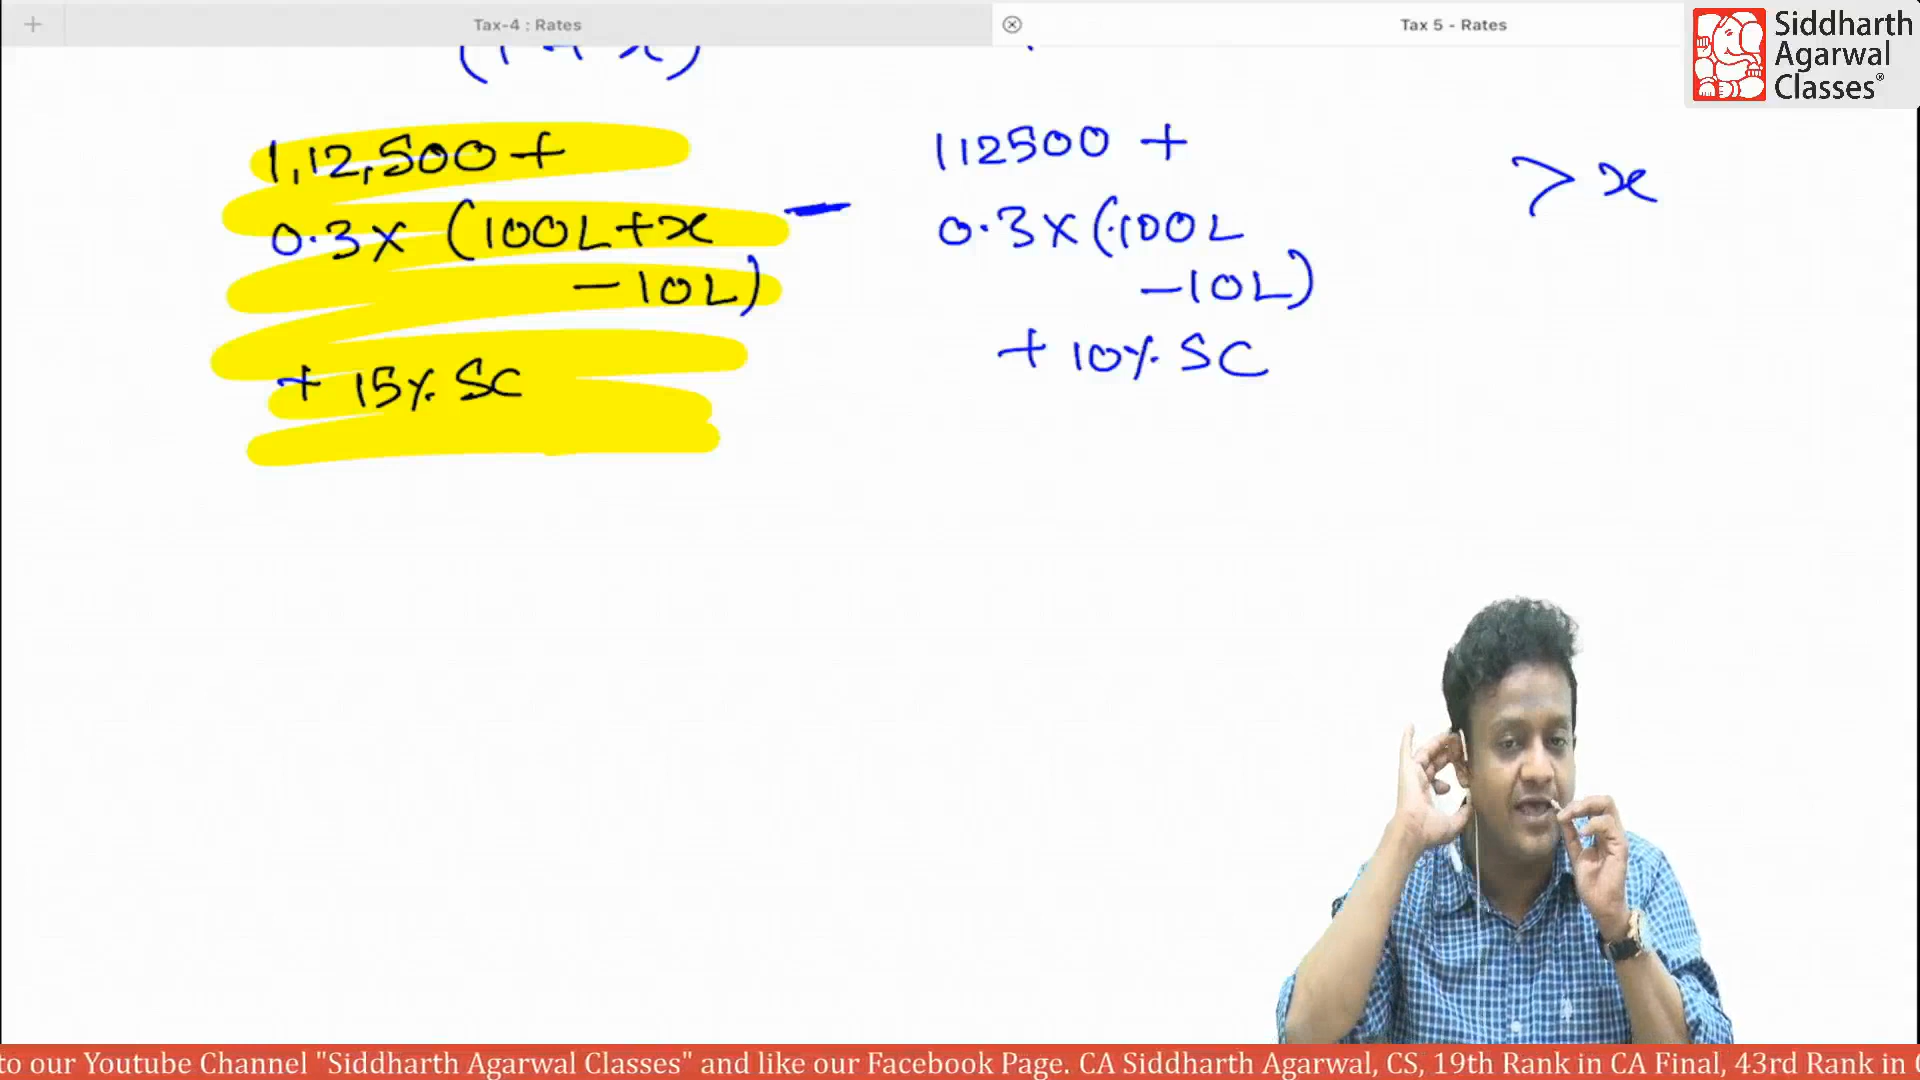 Tax-4 : Rates
Tax 5 - Rates
Siddharth
Agarwal
Classes®
1,12,500 +
0.3 x (100L + x
- 10L)
+ 15% SC
-
112500 +
0.3 x (100L
- 10L)
+ 10% SC
> x
to our Youtube Channel "Siddharth Agarwal Classes" and like our Facebook Page. CA Siddharth Agarwal, CS, 19th Rank in CA Final, 43rd Rank in